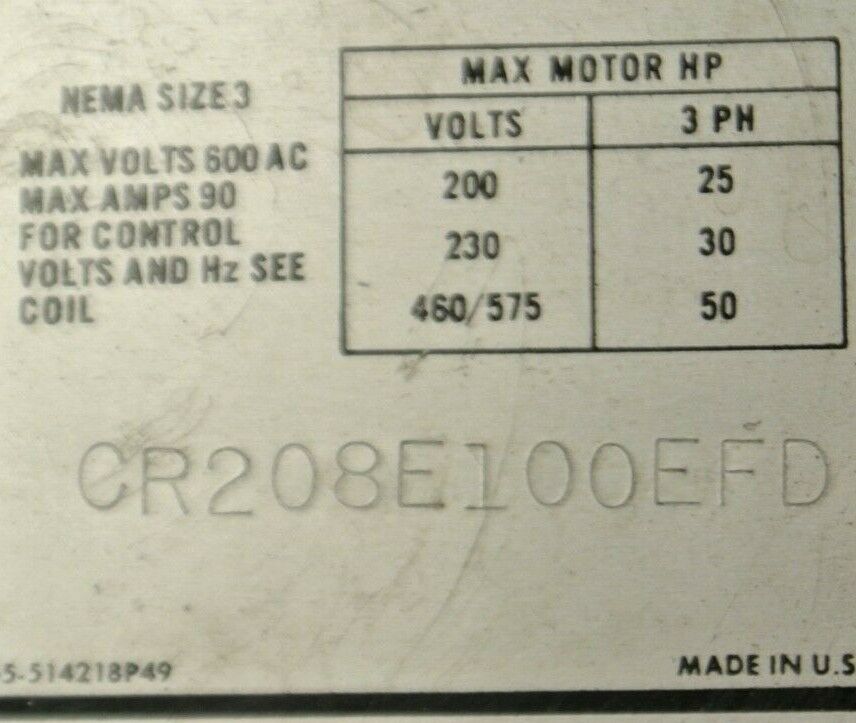 NEMA SIZE 3
MAX VOLTS 600 AC
MAX AMPS 90
FOR CONTROL
VOLTS AND Hz SEE
COIL
MAX MOTOR HP
VOLTS 3 PH
200 25
230 30
460/575 50
CR208E100EFD
5-514218P49
MADE IN U.S